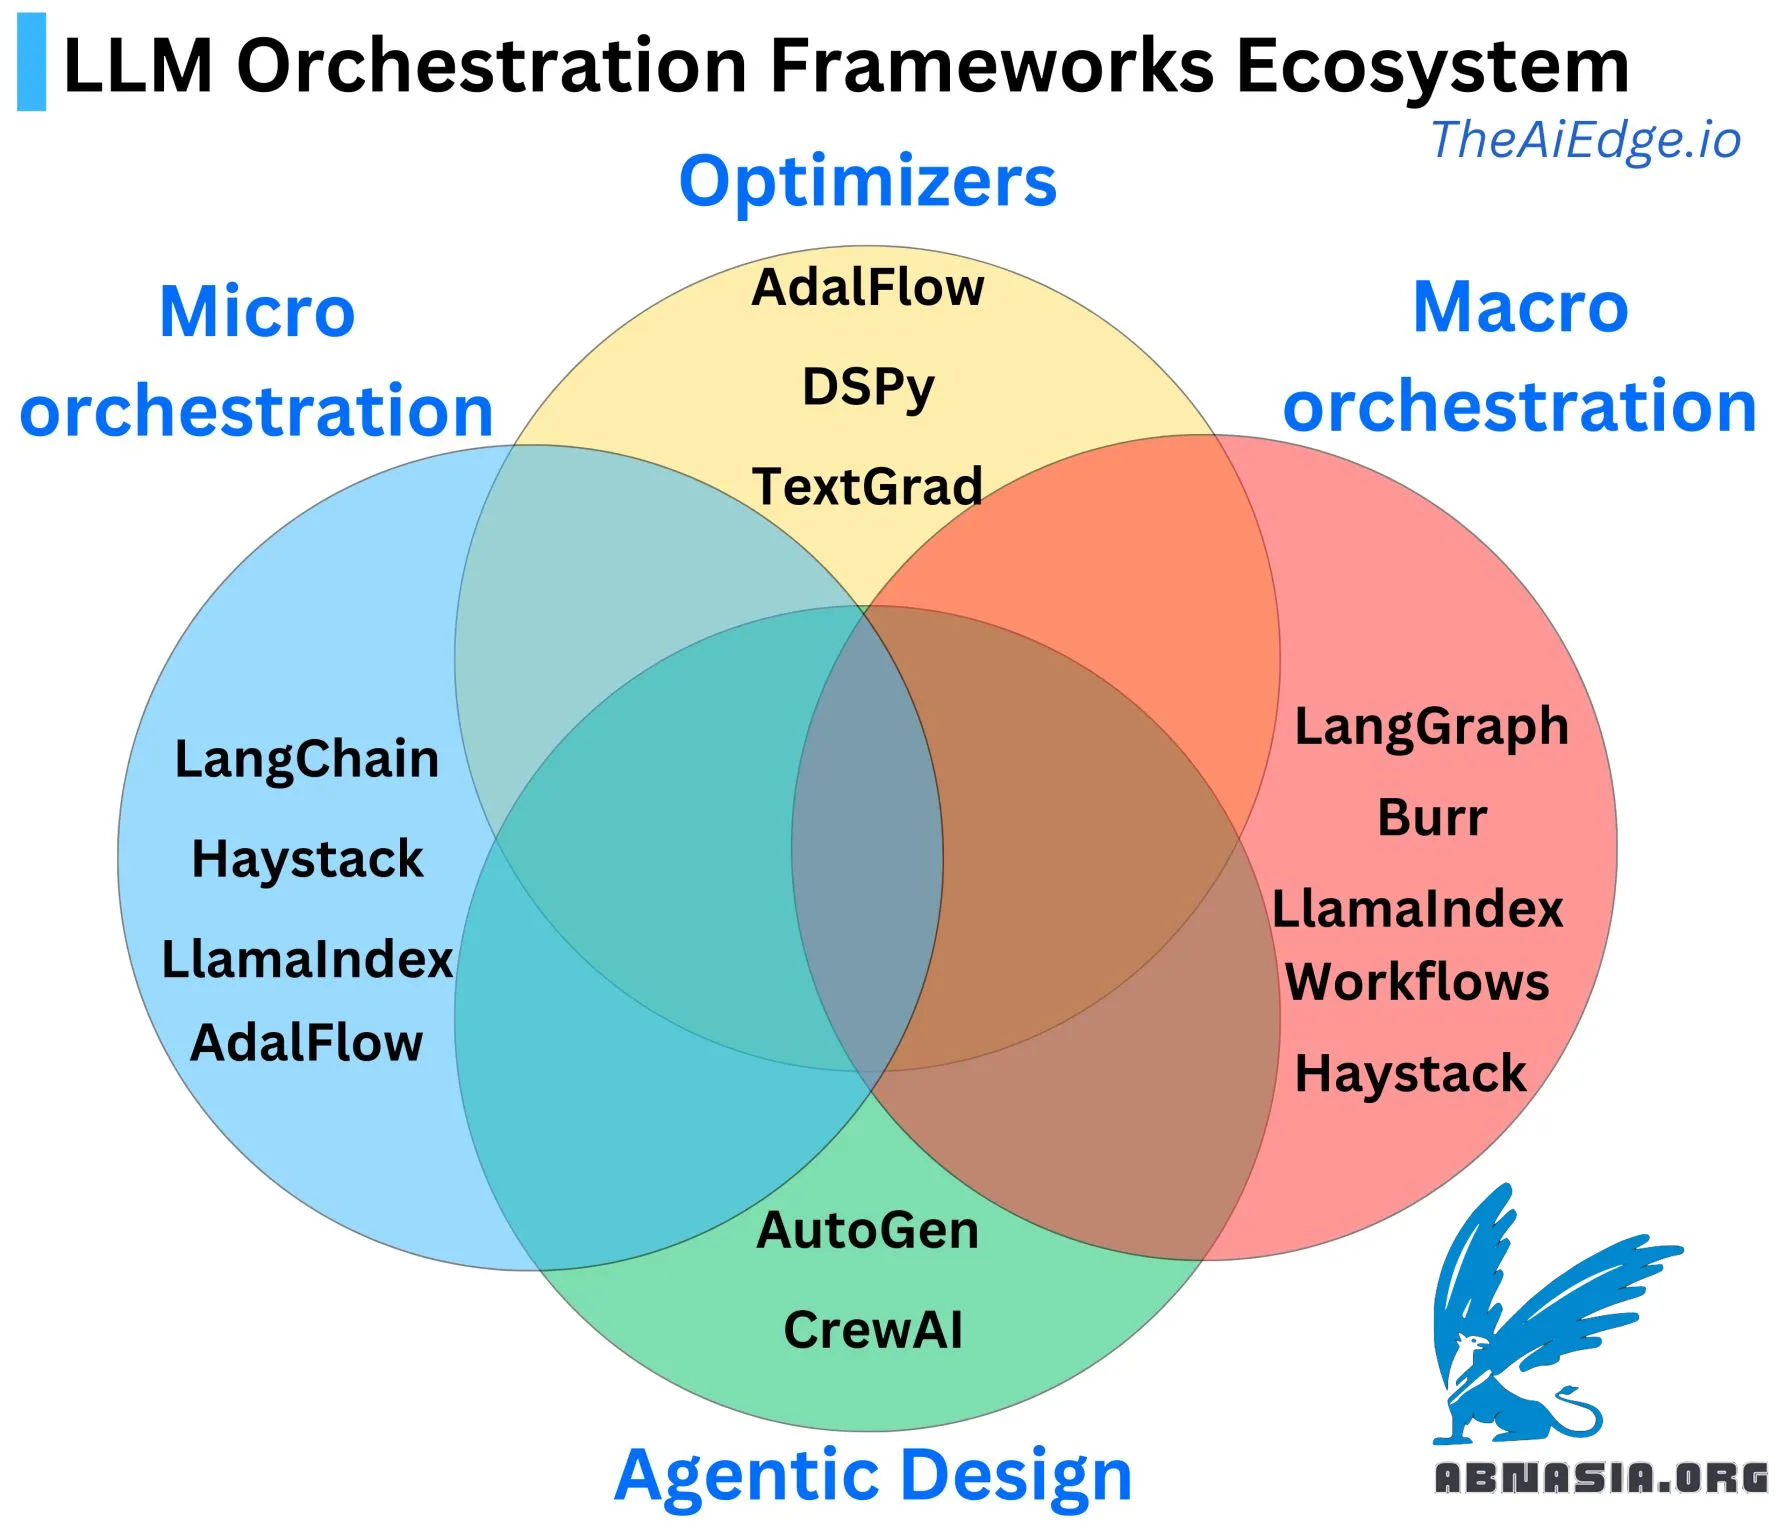 LLM Orchestration Frameworks Ecosystem
TheAiEdge.io
Optimizers
Micro
orchestration
Macro
orchestration
AdalFlow
DSPy
TextGrad
LangChain
Haystack
LlamaIndex
AdalFlow
LangGraph
Burr
LlamaIndex
Workflows
Haystack
AutoGen
CrewAI
Agentic Design
ABNASIA.ORG